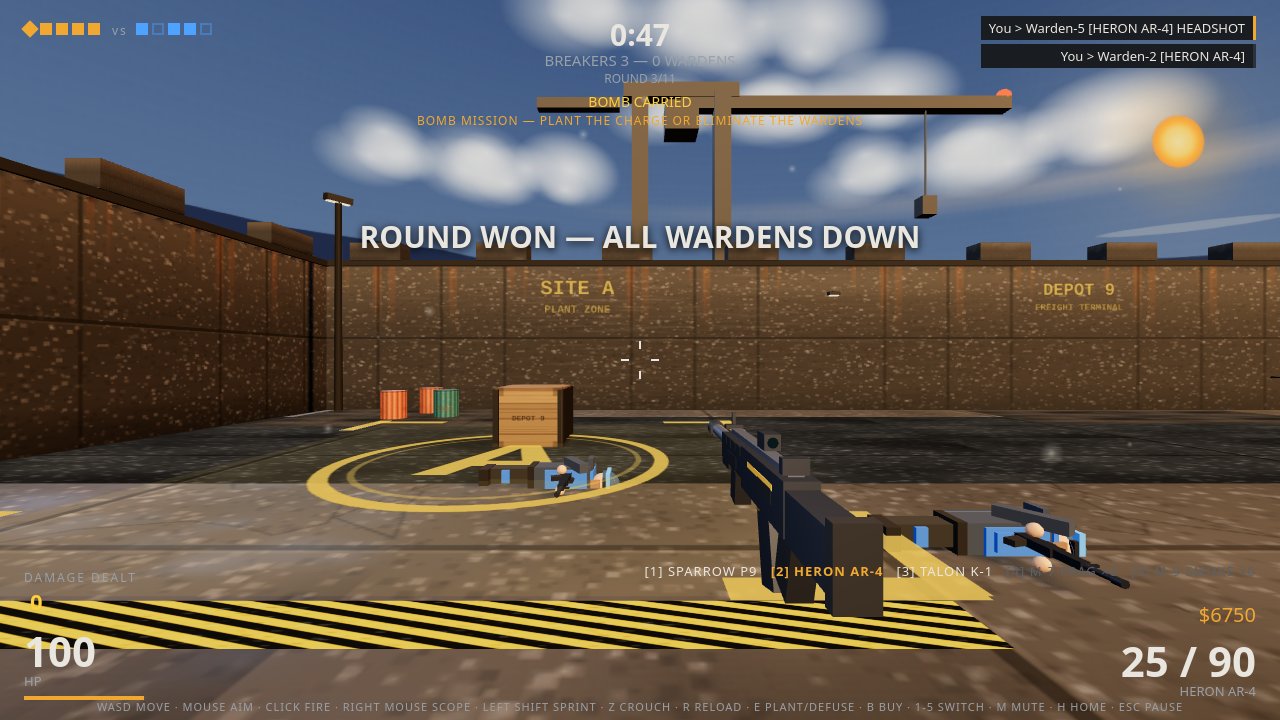 VS
0:47
BREAKERS 3 — 0 WARDENS
ROUND 3/11
BOMB CARRIED
BOMB MISSION — PLANT THE CHARGE OR ELIMINATE THE WARDENS
You > Warden-5 [HERON AR-4] HEADSHOT
You > Warden-2 [HERON AR-4]
ROUND WON — ALL WARDENS DOWN
SITE A
PLANT ZONE
DEPOT 9
FREIGHT TERMINAL
DEPOT 9
A
[1] SPARROW P9 [2] HERON AR-4 [3] TALON K-1
DAMAGE DEALT
0
100
HP
$6750
25 / 90
HERON AR-4
WASD MOVE · MOUSE AIM · CLICK FIRE · RIGHT MOUSE SCOPE · LEFT SHIFT SPRINT · Z CROUCH · R RELOAD · E PLANT/DEFUSE · B BUY · 1-5 SWITCH · M MUTE · H HOME · ESC PAUSE